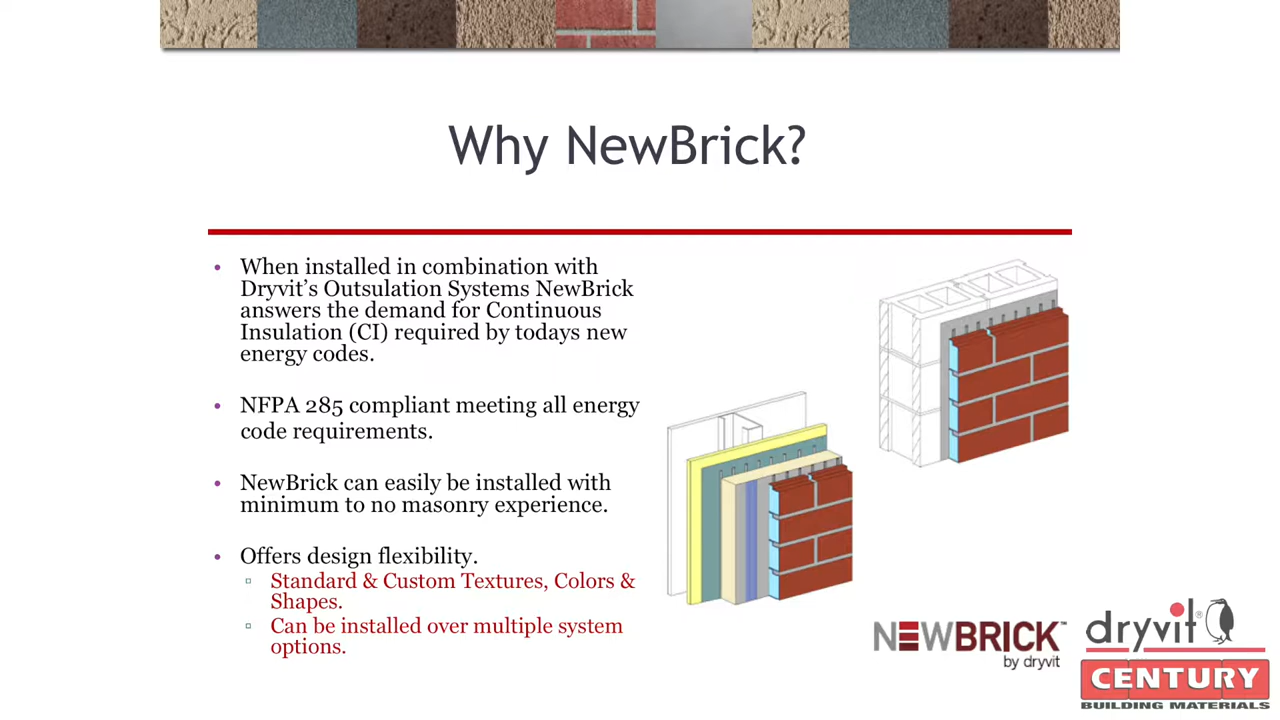 Why NewBrick?
• When installed in combination with
Dryvit’s Outsulation Systems NewBrick
answers the demand for Continuous
Insulation (CI) required by todays new
energy codes.
• NFPA 285 compliant meeting all energy
code requirements.
• NewBrick can easily be installed with
minimum to no masonry experience.
• Offers design flexibility.
▫ Standard & Custom Textures, Colors &
Shapes.
▫ Can be installed over multiple system
options.
NEWBRICK™
by dryvit
dryvit®
CENTURY
BUILDING MATERIALS